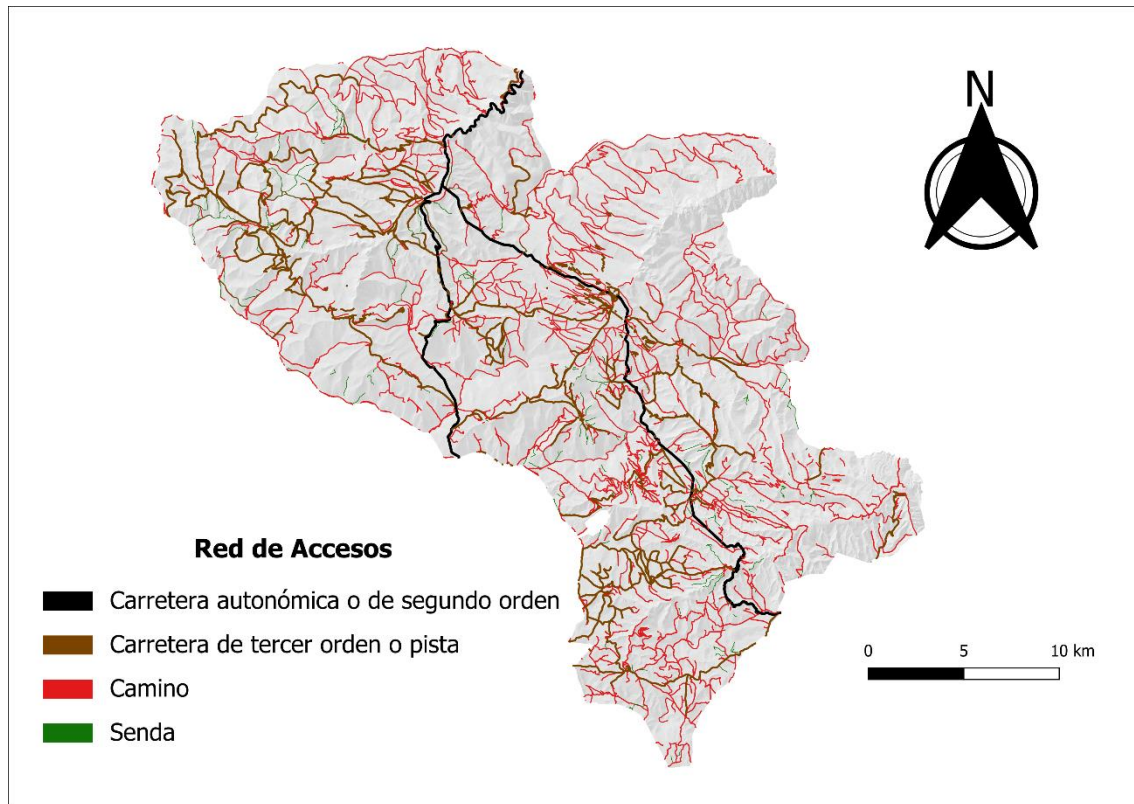 N
Red de Accesos
Carretera autonómica o de segundo orden
Carretera de tercer orden o pista
Camino
Senda
0 5 10 km